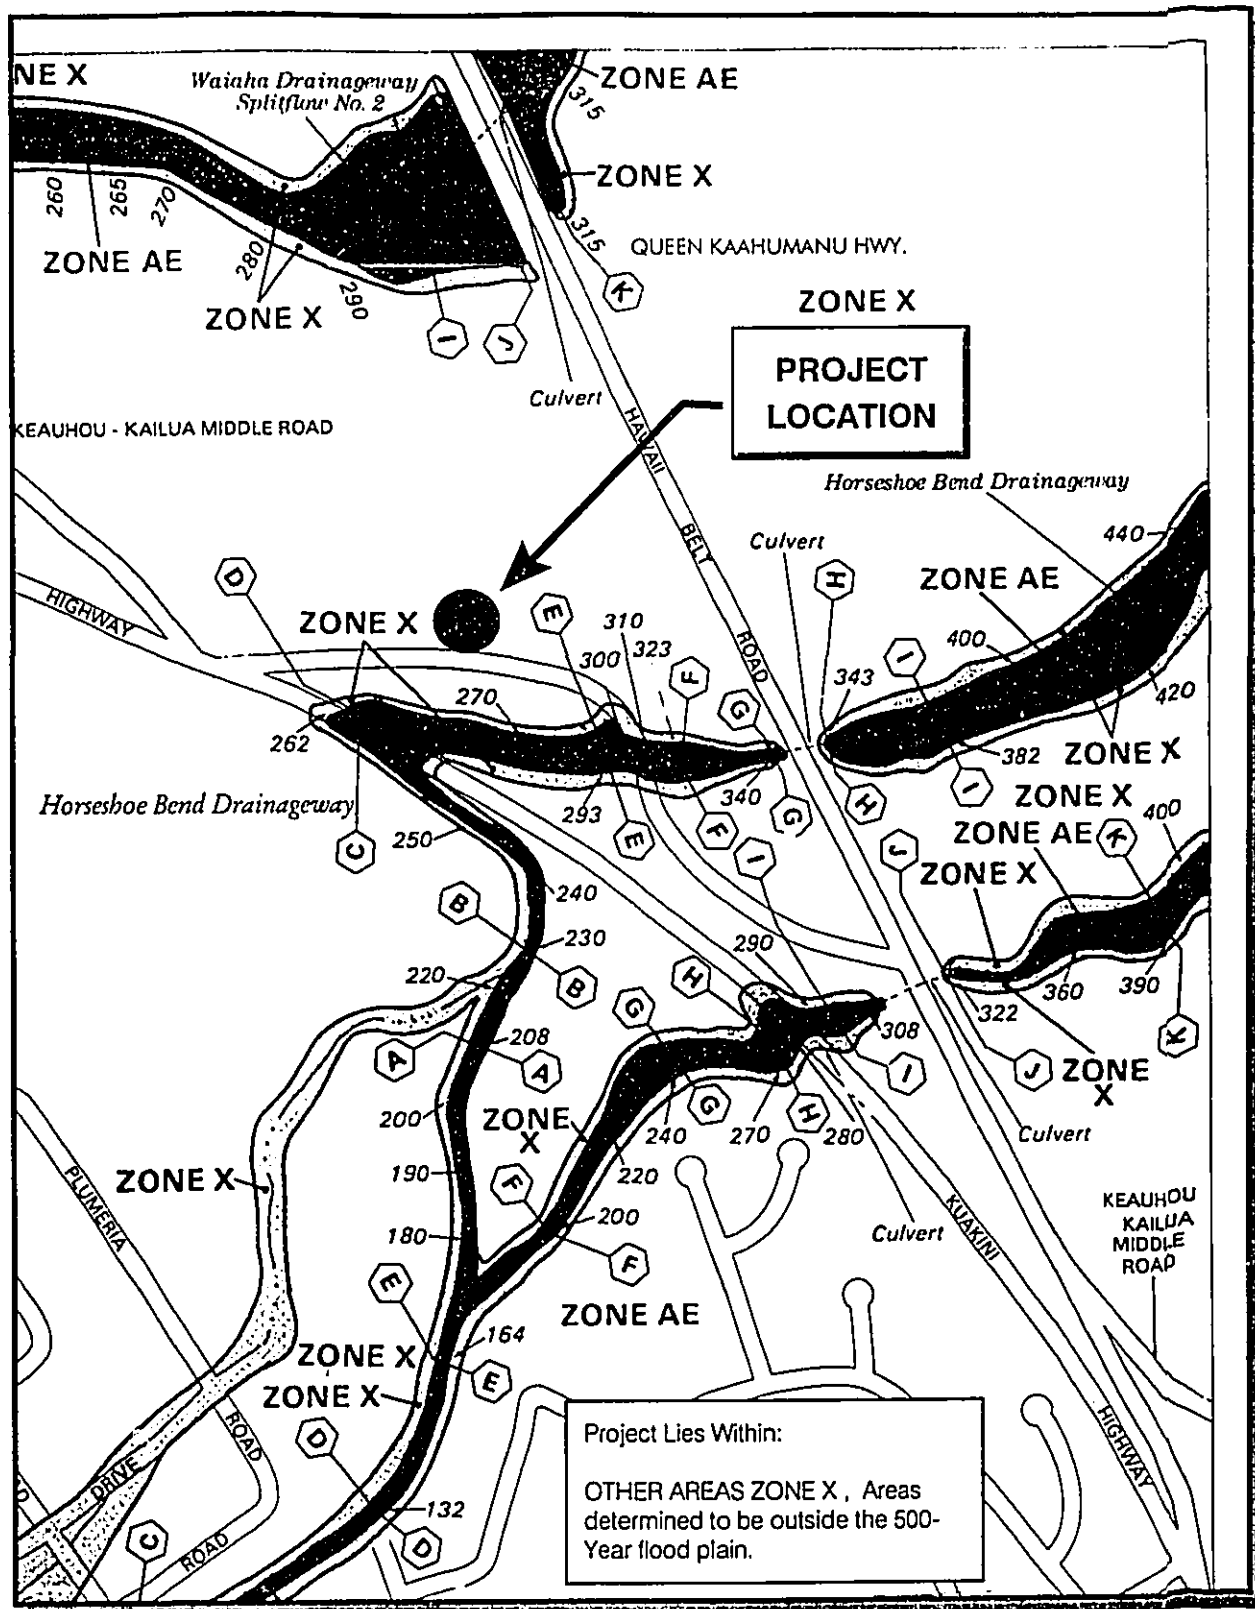 NE X
Waiaha Drainageway
Splitflow No. 2
ZONE AE
315
ZONE X
260
265
270
315
QUEEN KAAHUMANU HWY.
ZONE AE
280
290
K
ZONE X
ZONE X
I
J
PROJECT
LOCATION
Culvert
HAWAII
KEAUHOU - KAILUA MIDDLE ROAD
Horseshoe Bend Drainageway
BELT
Culvert
440
D
H
ZONE AE
HIGHWAY
ZONE X
E
310
ROAD
400
300
323
F
I
343
420
270
G
262
382
ZONE X
340
293
Horseshoe Bend Drainageway
H
I
ZONE X
G
250
C
E
F
I
J
ZONE AE
K
400
ZONE X
240
B
230
290
220
H
B
G
360
390
322
308
208
A
A
K
I
J
ZONE
X
200
ZONE
X
G
H
240
270
280
Culvert
PLUMERIA
190
220
ZONE X
F
200
KUAKINI
KEAUHOU
KAILUA
MIDDLE
ROAD
180
Culvert
F
E
ZONE AE
164
ZONE X
E
ZONE X
ROAD
D
HIGHWAY
Project Lies Within:
OTHER AREAS ZONE X , Areas
determined to be outside the 500-
Year flood plain.
DRIVE
132
C
ROAD
D